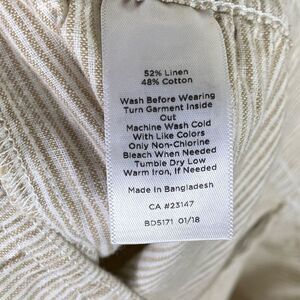 52% Linen
48% Cotton
Wash Before Wearing
Turn Garment Inside
Out
Machine Wash Cold
With Like Colors
Only Non-Chlorine
Bleach When Needed
Tumble Dry Low
Warm Iron, If Needed
Made In Bangladesh
CA #23147
BD5171 01/18